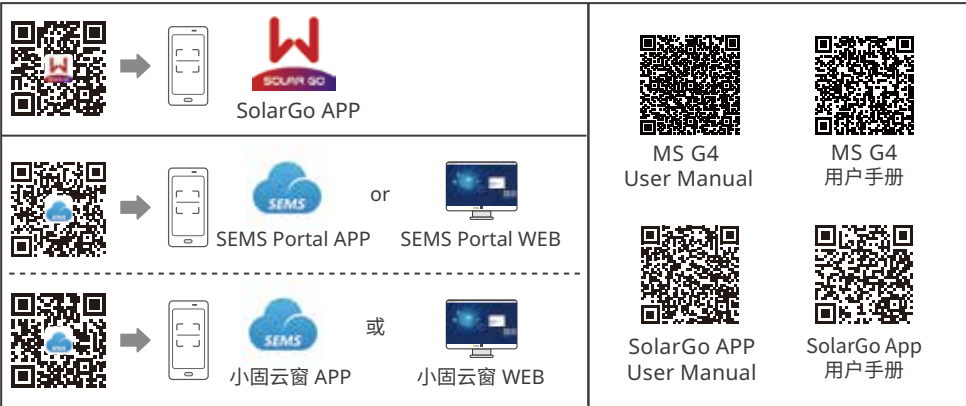 SOLAR GO
SolarGo APP
SEMS
SEMS
or
SEMS Portal APP
SEMS Portal WEB
SEMS
SEMS
或
小固云窗 APP
小固云窗 WEB
MS G4
User Manual
MS G4
用户手册
SolarGo APP
User Manual
SolarGo App
用户手册